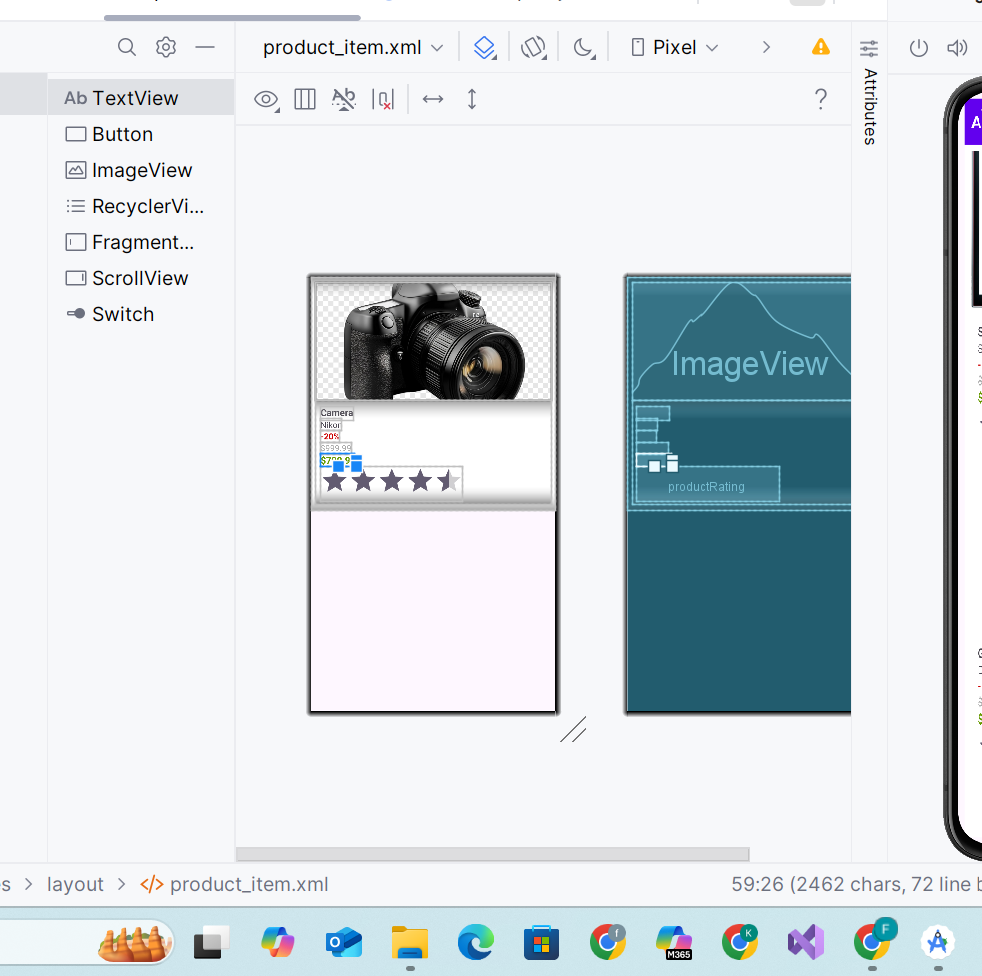 product_item.xml
Pixel
Ab TextView
Button
ImageView
RecyclerVi...
Fragment...
ScrollView
Switch
?
Attributes
A
Camera
Nikon
-20%
$999.99
ImageView
productRating
layout
product_item.xml
59:26 (2462 chars, 72 line b
M365
K
F